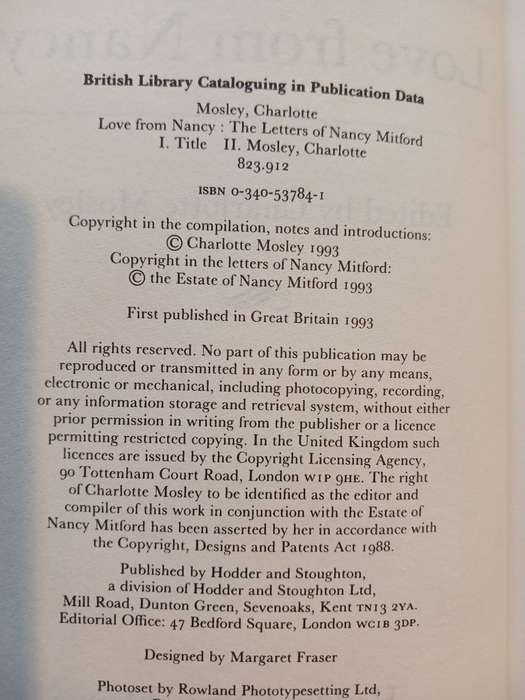 British Library Cataloguing in Publication Data
Mosley, Charlotte
Love from Nancy : The Letters of Nancy Mitford
I. Title II. Mosley, Charlotte
823.912
ISBN 0-340-53784-1
Copyright in the compilation, notes and introductions:
© Charlotte Mosley 1993
Copyright in the letters of Nancy Mitford:
© the Estate of Nancy Mitford 1993
First published in Great Britain 1993
All rights reserved. No part of this publication may be
reproduced or transmitted in any form or by any means,
electronic or mechanical, including photocopying, recording,
or any information storage and retrieval system, without either
prior permission in writing from the publisher or a licence
permitting restricted copying. In the United Kingdom such
licences are issued by the Copyright Licensing Agency,
90 Tottenham Court Road, London W1P 9HE. The right
of Charlotte Mosley to be identified as the editor and
compiler of this work in conjunction with the Estate of
Nancy Mitford has been asserted by her in accordance with
the Copyright, Designs and Patents Act 1988.
Published by Hodder and Stoughton,
a division of Hodder and Stoughton Ltd,
Mill Road, Dunton Green, Sevenoaks, Kent TN13 2YA.
Editorial Office: 47 Bedford Square, London WC1B 3DP.
Designed by Margaret Fraser
Photoset by Rowland Phototypesetting Ltd,